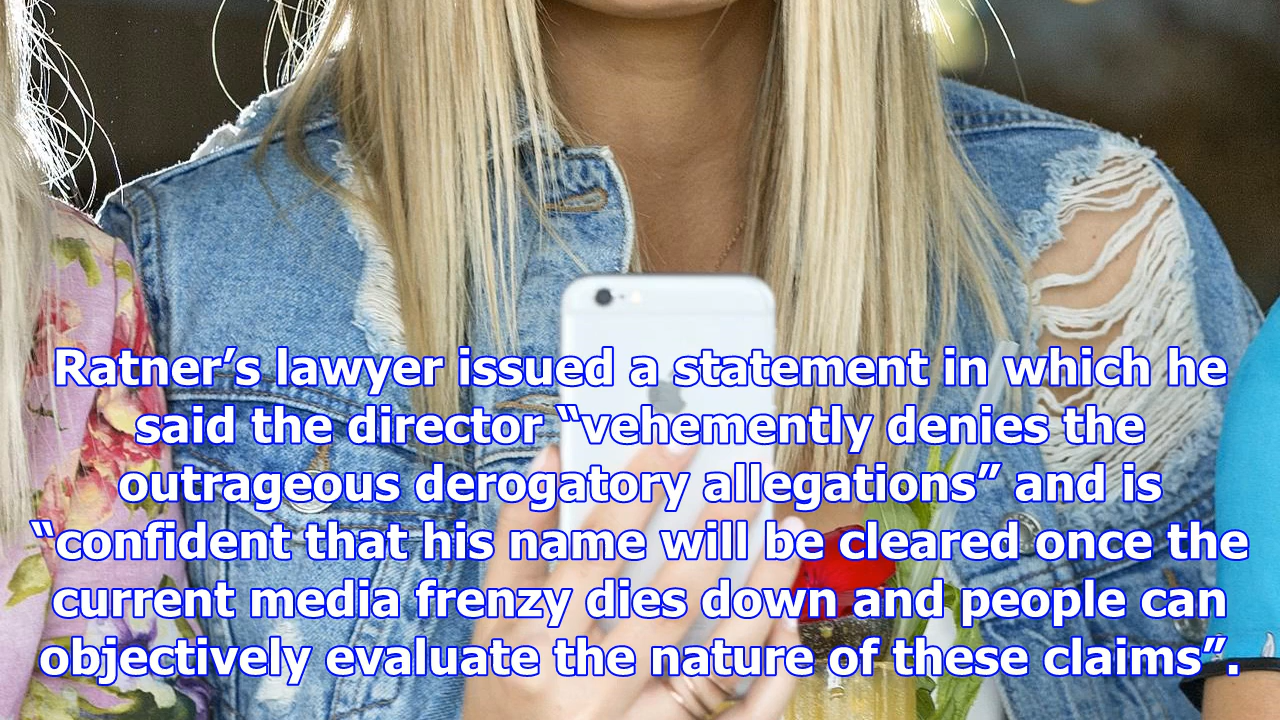 Ratner’s lawyer issued a statement in which he
said the director “vehemently denies the
outrageous derogatory allegations” and is
“confident that his name will be cleared once the
current media frenzy dies down and people can
objectively evaluate the nature of these claims”.